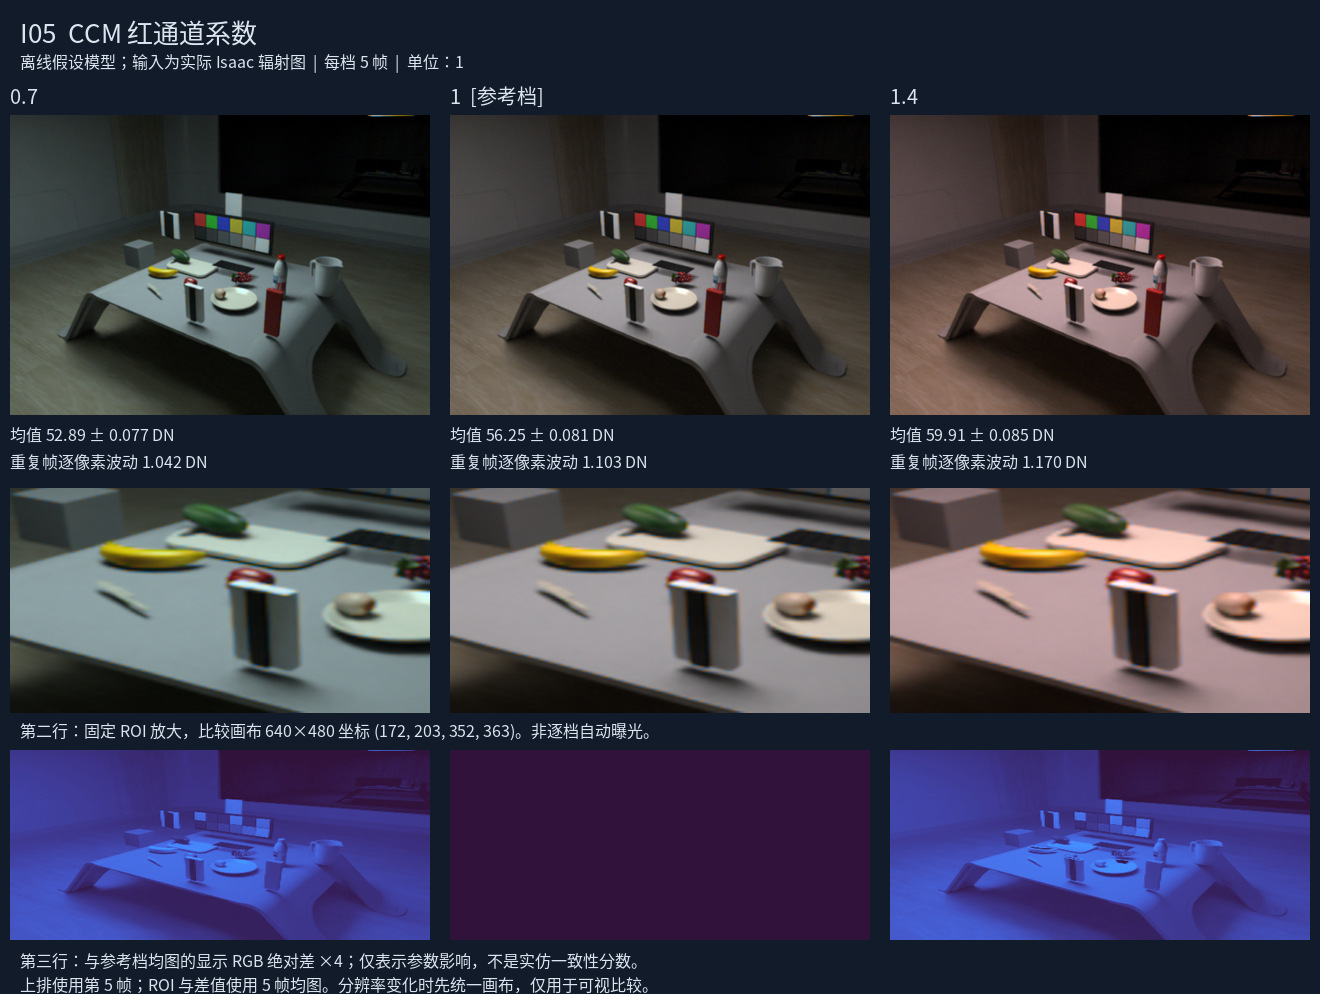 I05 CCM 红通道系数
离线假设模型；输入为实际 Isaac 辐射图 | 每档 5 帧 | 单位：1
0.7
1 [参考档]
1.4
均值 52.89 ± 0.077 DN
重复帧逐像素波动 1.042 DN
均值 56.25 ± 0.081 DN
重复帧逐像素波动 1.103 DN
均值 59.91 ± 0.085 DN
重复帧逐像素波动 1.170 DN
第二行：固定 ROI 放大，比较画布 640×480 坐标 (172, 203, 352, 363)。非逐档自动曝光。
第三行：与参考档均图的显示 RGB 绝对差 ×4；仅表示参数影响，不是实仿一致性分数。
上排使用第 5 帧；ROI 与差值使用 5 帧均图。分辨率变化时先统一画布，仅用于可视比较。